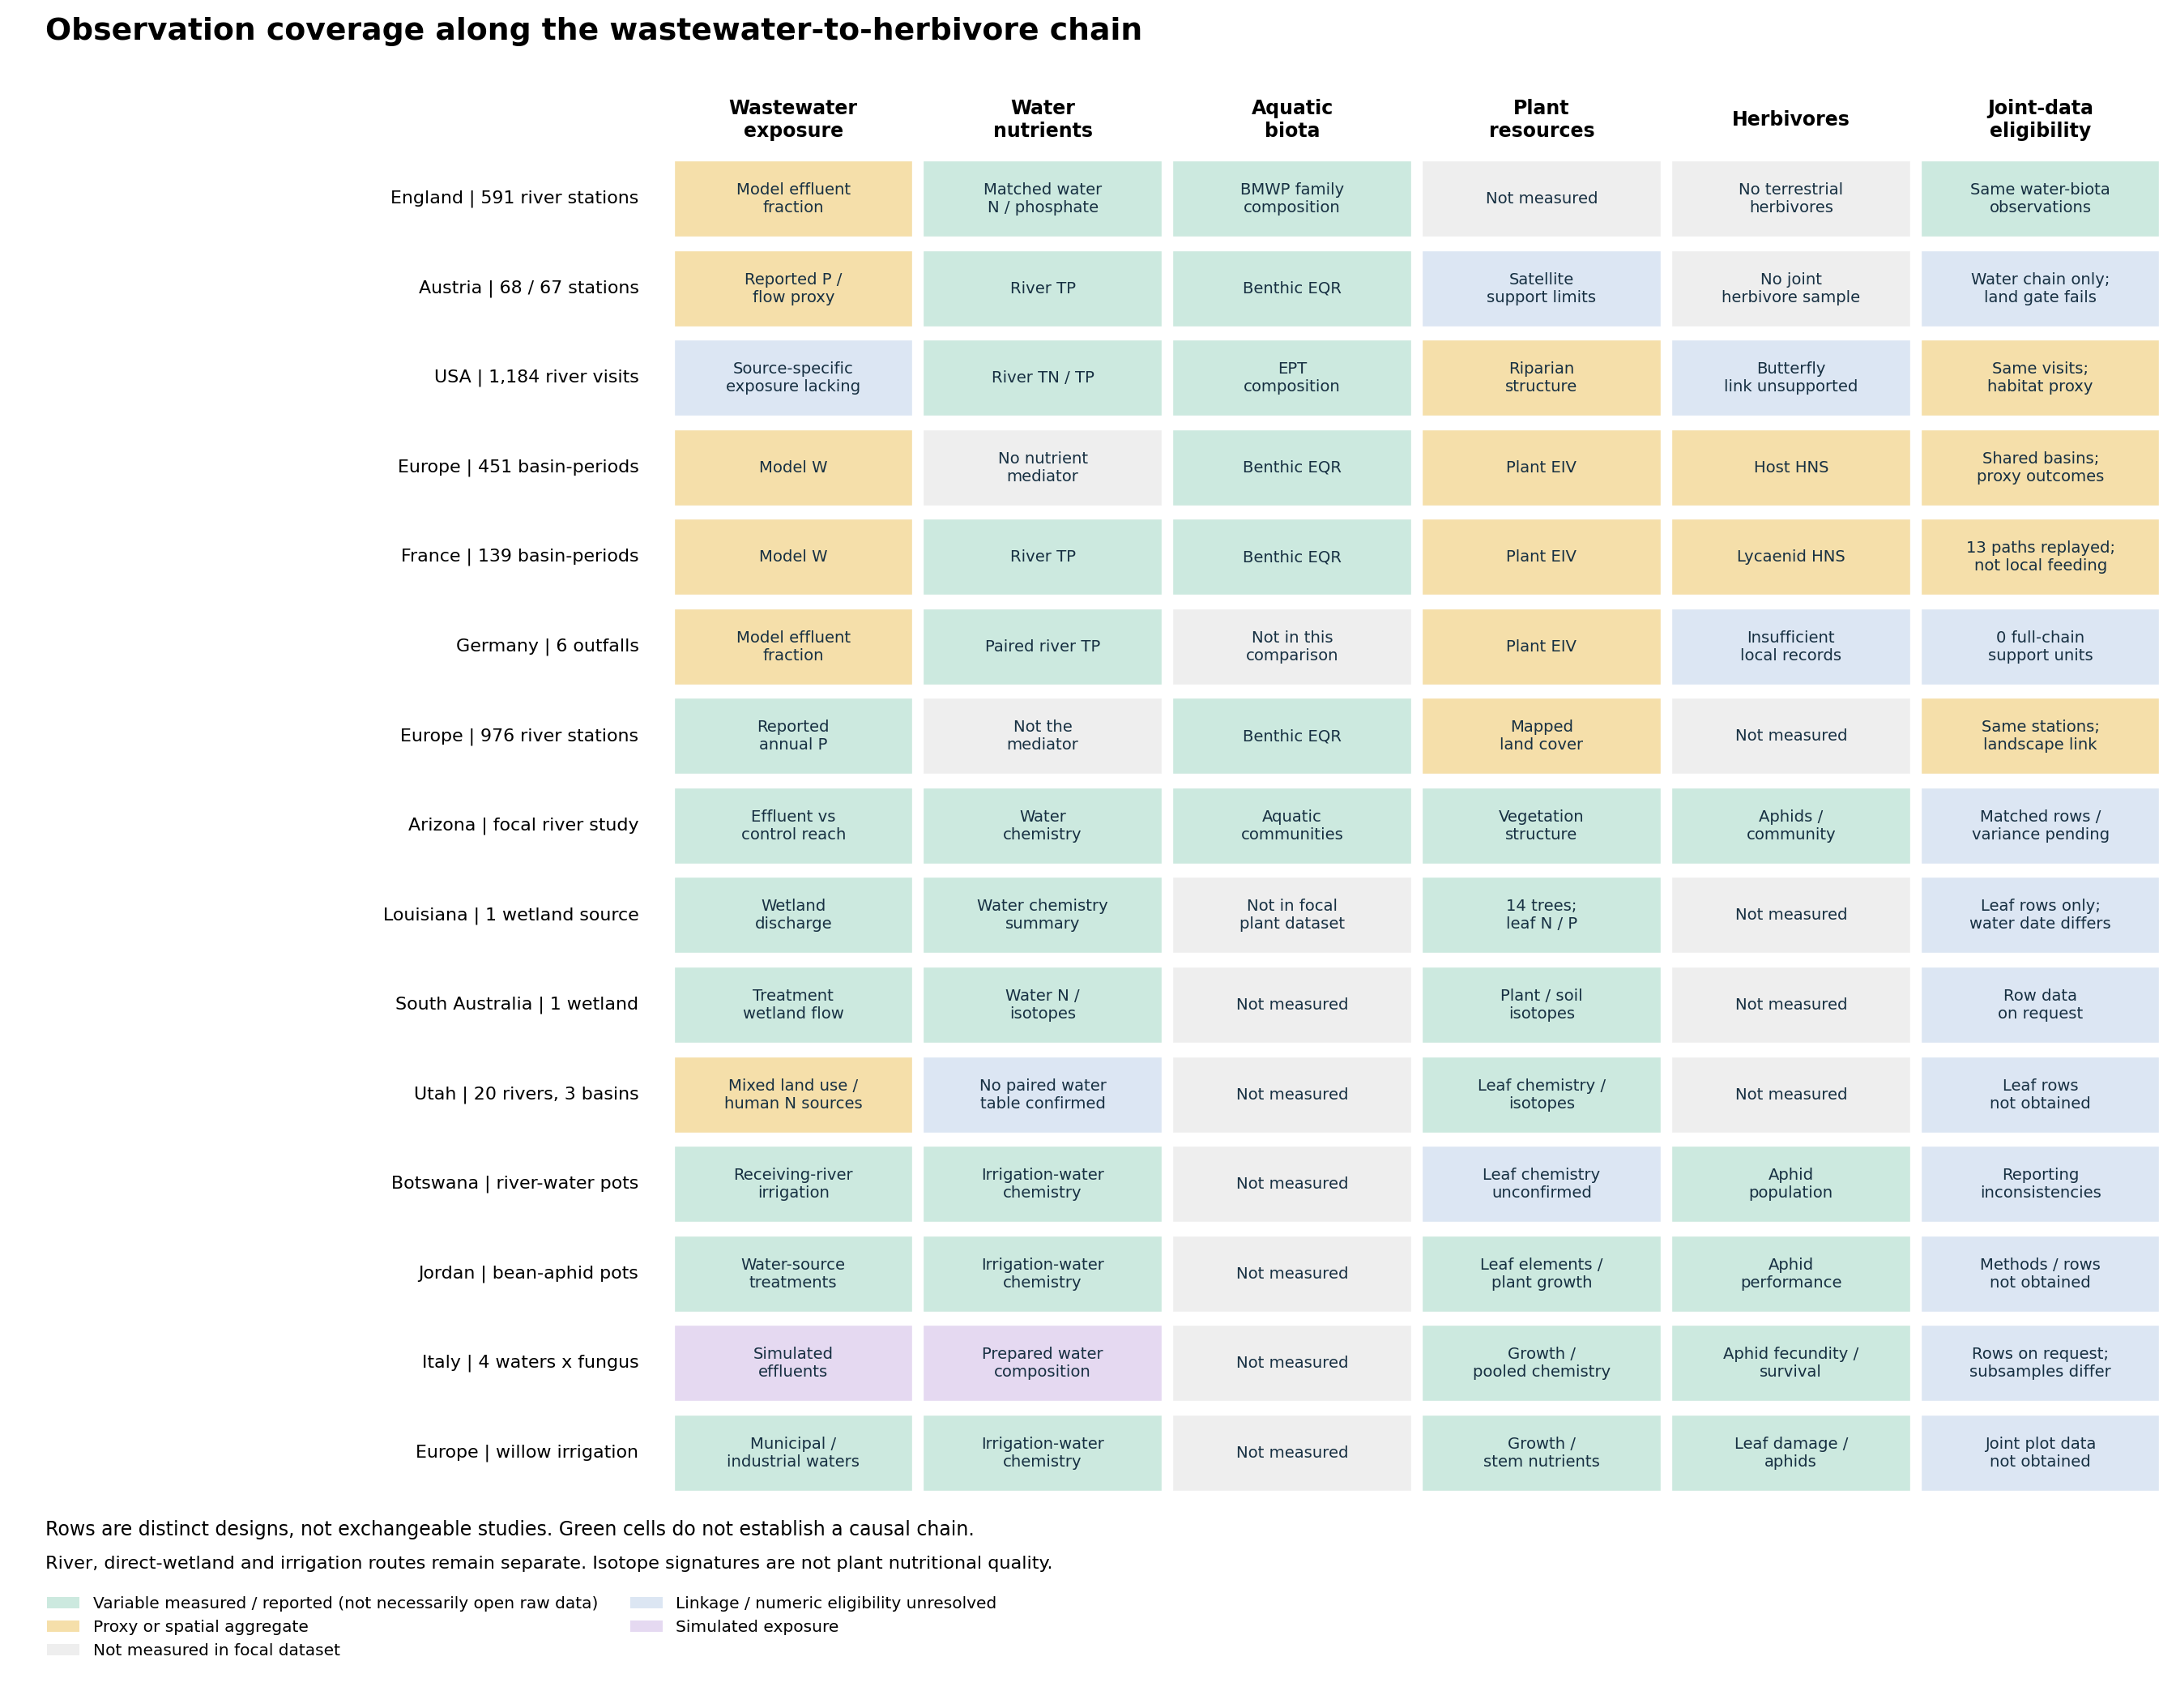 Observation coverage along the wastewater-to-herbivore chain
Wastewater
exposure
Water
nutrients
Aquatic
biota
Plant
resources
Herbivores
Joint-data
eligibility
England | 591 river stations
Model effluent
fraction
Matched water
N / phosphate
BMWP family
composition
Not measured
No terrestrial
herbivores
Same water-biota
observations
Austria | 68 / 67 stations
Reported P /
flow proxy
River TP
Benthic EQR
Satellite
support limits
No joint
herbivore sample
Water chain only;
land gate fails
USA | 1,184 river visits
Source-specific
exposure lacking
River TN / TP
EPT
composition
Riparian
structure
Butterfly
link unsupported
Same visits;
habitat proxy
Europe | 451 basin-periods
Model W
No nutrient
mediator
Benthic EQR
Plant EIV
Host HNS
Shared basins;
proxy outcomes
France | 139 basin-periods
Model W
River TP
Benthic EQR
Plant EIV
Lycaenid HNS
13 paths replayed;
not local feeding
Germany | 6 outfalls
Model effluent
fraction
Paired river TP
Not in this
comparison
Plant EIV
Insufficient
local records
0 full-chain
support units
Europe | 976 river stations
Reported
annual P
Not the
mediator
Benthic EQR
Mapped
land cover
Not measured
Same stations;
landscape link
Arizona | focal river study
Effluent vs
control reach
Water
chemistry
Aquatic
communities
Vegetation
structure
Aphids /
community
Matched rows /
variance pending
Louisiana | 1 wetland source
Wetland
discharge
Water chemistry
summary
Not in focal
plant dataset
14 trees;
leaf N / P
Not measured
Leaf rows only;
water date differs
South Australia | 1 wetland
Treatment
wetland flow
Water N /
isotopes
Not measured
Plant / soil
isotopes
Not measured
Row data
on request
Utah | 20 rivers, 3 basins
Mixed land use /
human N sources
No paired water
table confirmed
Not measured
Leaf chemistry /
isotopes
Not measured
Leaf rows
not obtained
Botswana | river-water pots
Receiving-river
irrigation
Irrigation-water
chemistry
Not measured
Leaf chemistry
unconfirmed
Aphid
population
Reporting
inconsistencies
Jordan | bean-aphid pots
Water-source
treatments
Irrigation-water
chemistry
Not measured
Leaf elements /
plant growth
Aphid
performance
Methods / rows
not obtained
Italy | 4 waters x fungus
Simulated
effluents
Prepared water
composition
Not measured
Growth /
pooled chemistry
Aphid fecundity /
survival
Rows on request;
subsamples differ
Europe | willow irrigation
Municipal /
industrial waters
Irrigation-water
chemistry
Not measured
Growth /
stem nutrients
Leaf damage /
aphids
Joint plot data
not obtained
Rows are distinct designs, not exchangeable studies. Green cells do not establish a causal chain.
River, direct-wetland and irrigation routes remain separate. Isotope signatures are not plant nutritional quality.
Variable measured / reported (not necessarily open raw data)
Proxy or spatial aggregate
Not measured in focal dataset
Linkage / numeric eligibility unresolved
Simulated exposure